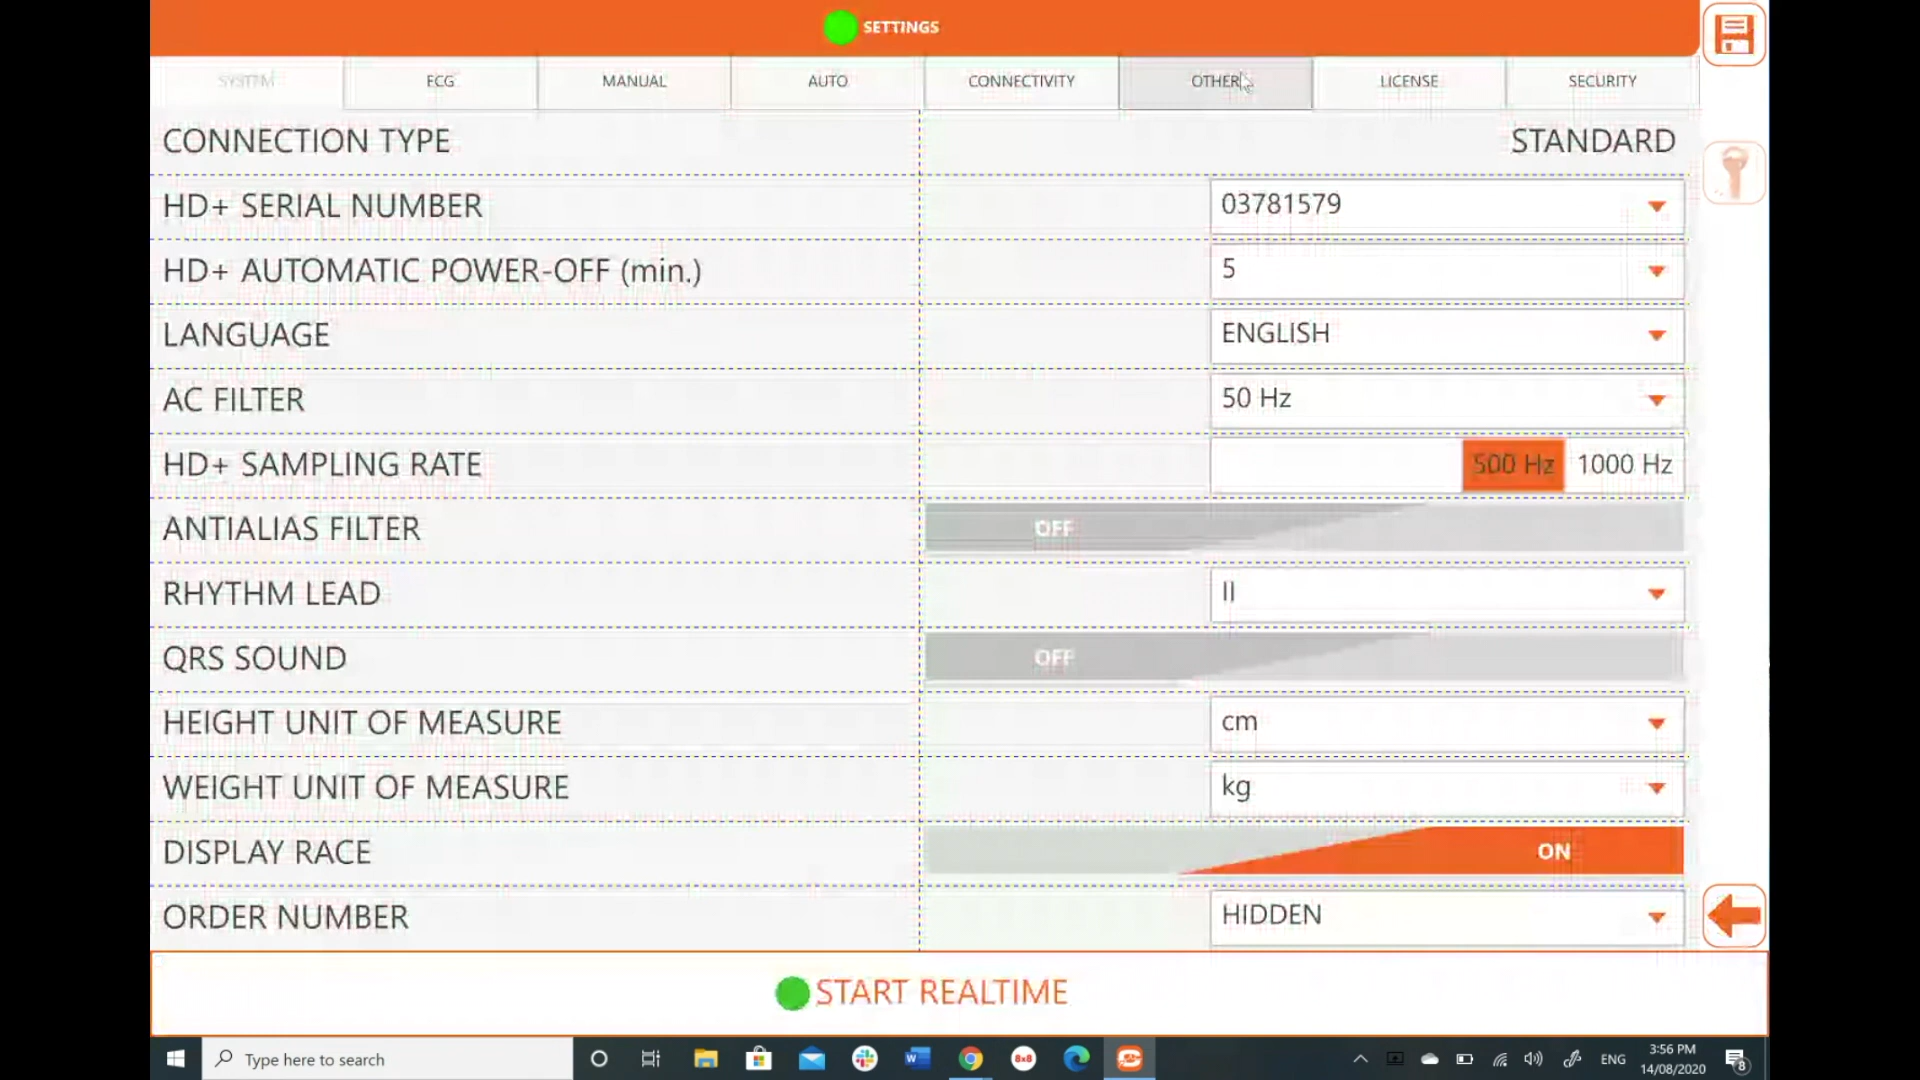 SETTINGS
SYSTEM ECG MANUAL AUTO CONNECTIVITY OTHER LICENSE SECURITY
CONNECTION TYPE STANDARD
HD+ SERIAL NUMBER 03781579
HD+ AUTOMATIC POWER-OFF (min.) 5
LANGUAGE ENGLISH
AC FILTER 50 Hz
HD+ SAMPLING RATE 500 Hz 1000 Hz
ANTIALIAS FILTER OFF
RHYTHM LEAD II
QRS SOUND OFF
HEIGHT UNIT OF MEASURE cm
WEIGHT UNIT OF MEASURE kg
DISPLAY RACE ON
ORDER NUMBER HIDDEN
START REALTIME
Type here to search W 8x8 ENG 3:56 PM
14/08/2020 8